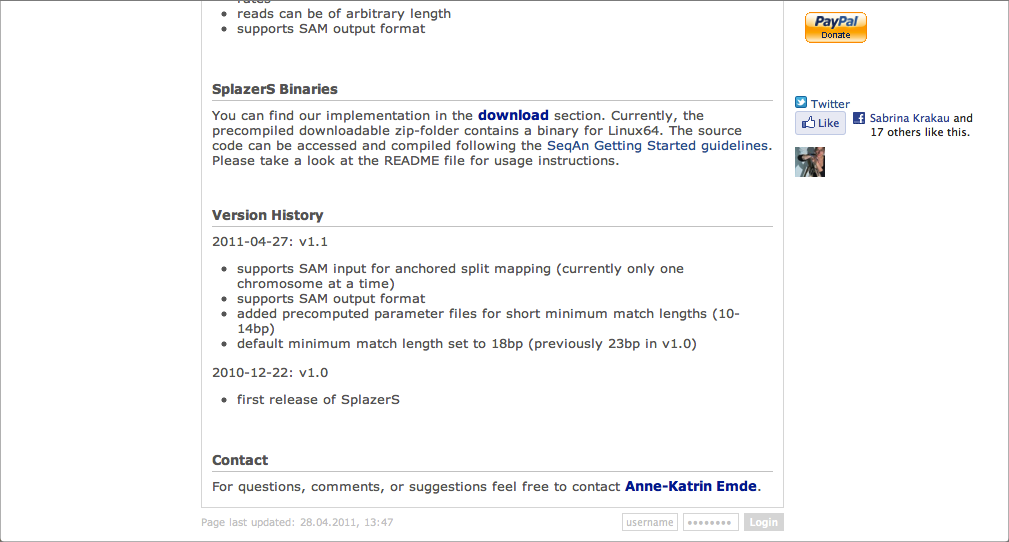 • reads can be of arbitrary length
• supports SAM output format
SplazerS Binaries
You can find our implementation in the download section. Currently, the
precompiled downloadable zip-folder contains a binary for Linux64. The source
code can be accessed and compiled following the SeqAn Getting Started guidelines.
Please take a look at the README file for usage instructions.
Version History
2011-04-27: v1.1
• supports SAM input for anchored split mapping (currently only one
chromosome at a time)
• supports SAM output format
• added precomputed parameter files for short minimum match lengths (10-
14bp)
• default minimum match length set to 18bp (previously 23bp in v1.0)
2010-12-22: v1.0
• first release of SplazerS
Contact
For questions, comments, or suggestions feel free to contact Anne-Katrin Emde.
Page last updated: 28.04.2011, 13:47
username •••••••• Login
PayPal
Donate
Twitter
Like
Sabrina Krakau and
17 others like this.